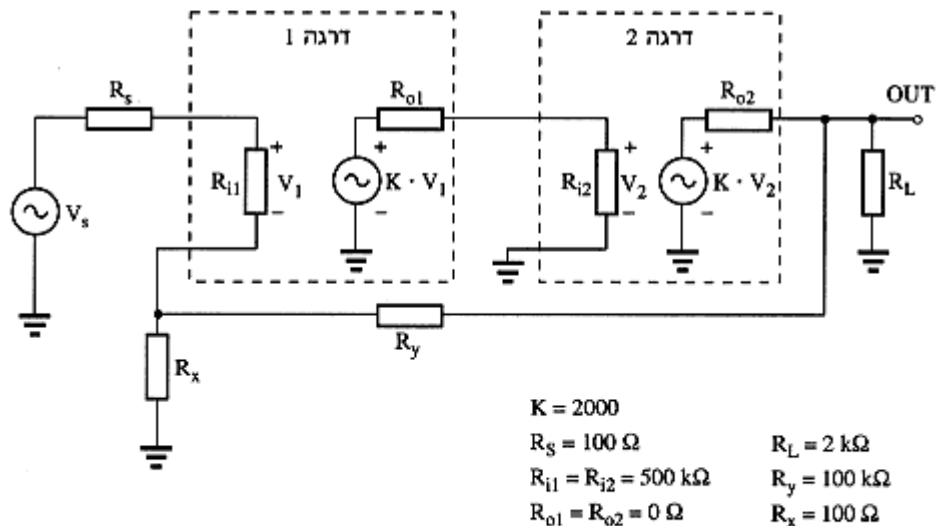 דרגה 1
דרגה 2
R_s
R_o1
R_o2
OUT
V_s
R_i1
+
V_1
−
+
K · V_1
−
R_i2
+
V_2
−
+
K · V_2
−
R_L
R_y
R_x
K = 2000
R_S = 100 Ω
R_L = 2 kΩ
R_i1 = R_i2 = 500 kΩ
R_y = 100 kΩ
R_o1 = R_o2 = 0 Ω
R_x = 100 Ω